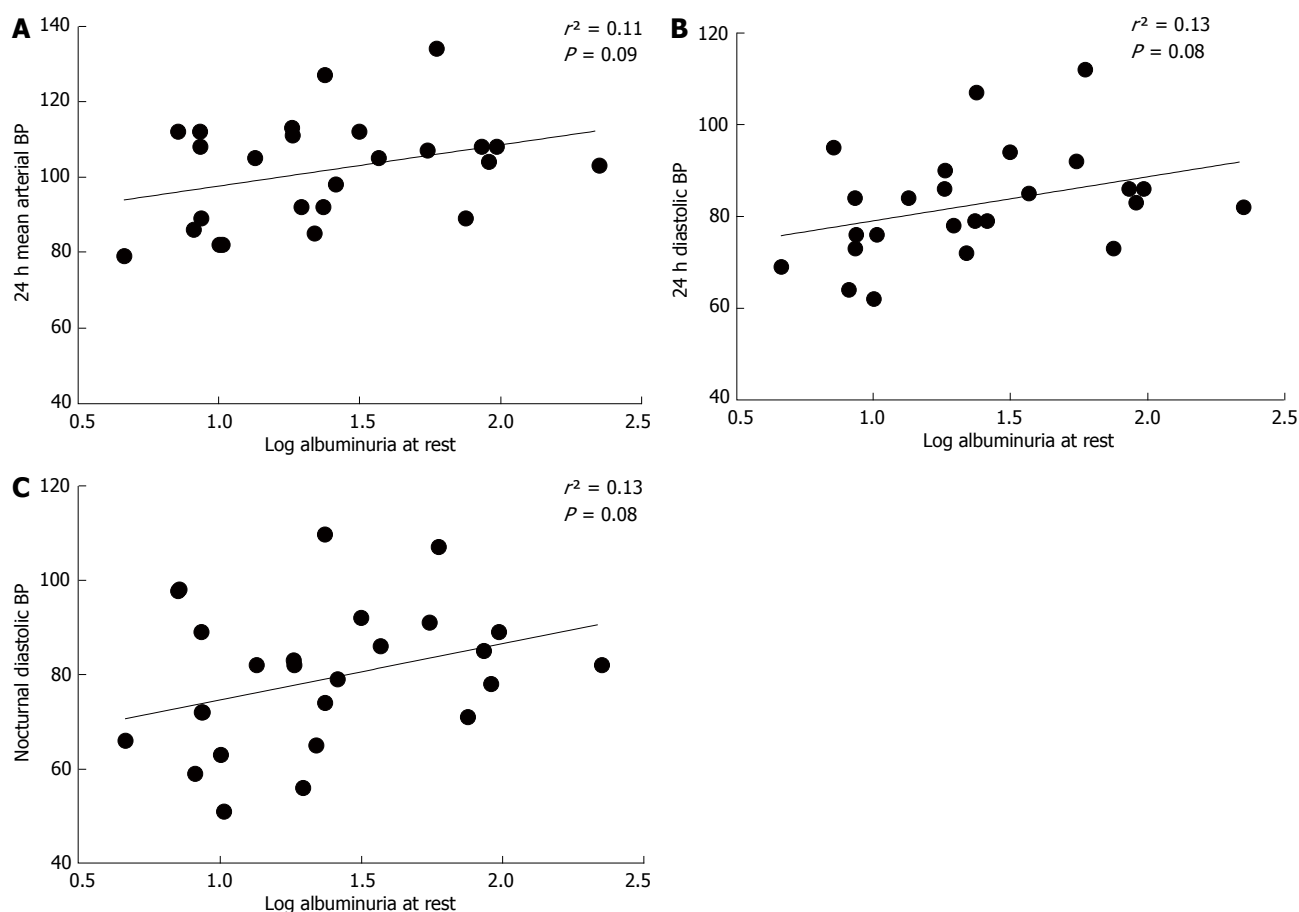 A
r² = 0.11
P = 0.09
140
120
100
80
60
40
24 h mean arterial BP
0.5 1.0 1.5 2.0 2.5
Log albuminuria at rest
B
r² = 0.13
P = 0.08
120
100
80
60
40
24 h diastolic BP
0.5 1.0 1.5 2.0 2.5
Log albuminuria at rest
C
r² = 0.13
P = 0.08
120
100
80
60
40
Nocturnal diastolic BP
0.5 1.0 1.5 2.0 2.5
Log albuminuria at rest